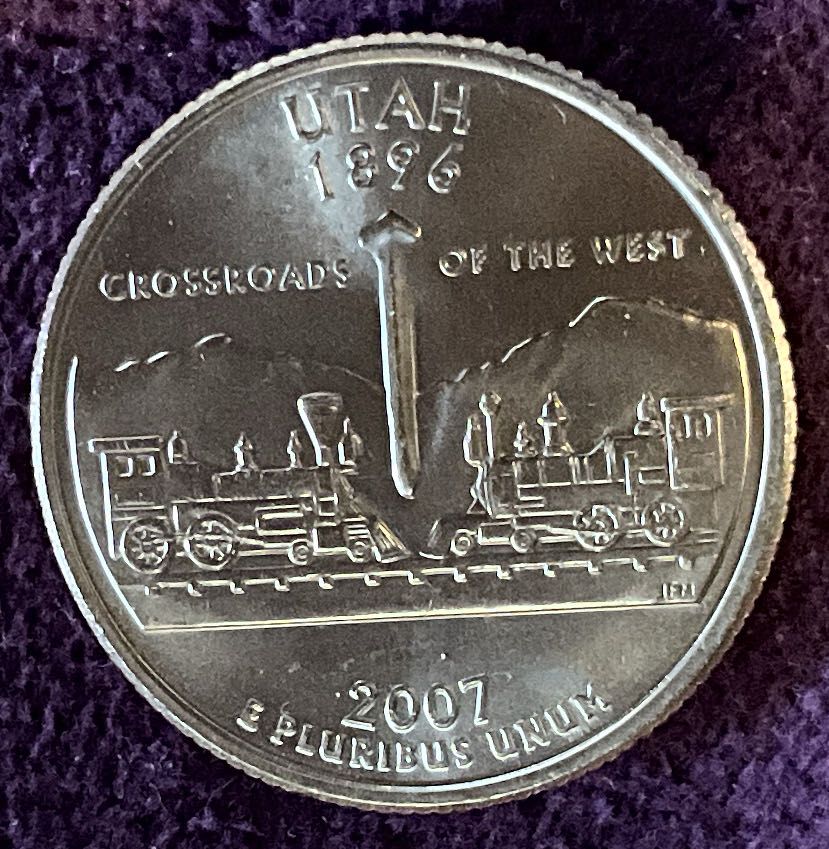 UTAH
1896
CROSSROADS OF THE WEST
2007
E PLURIBUS UNUM